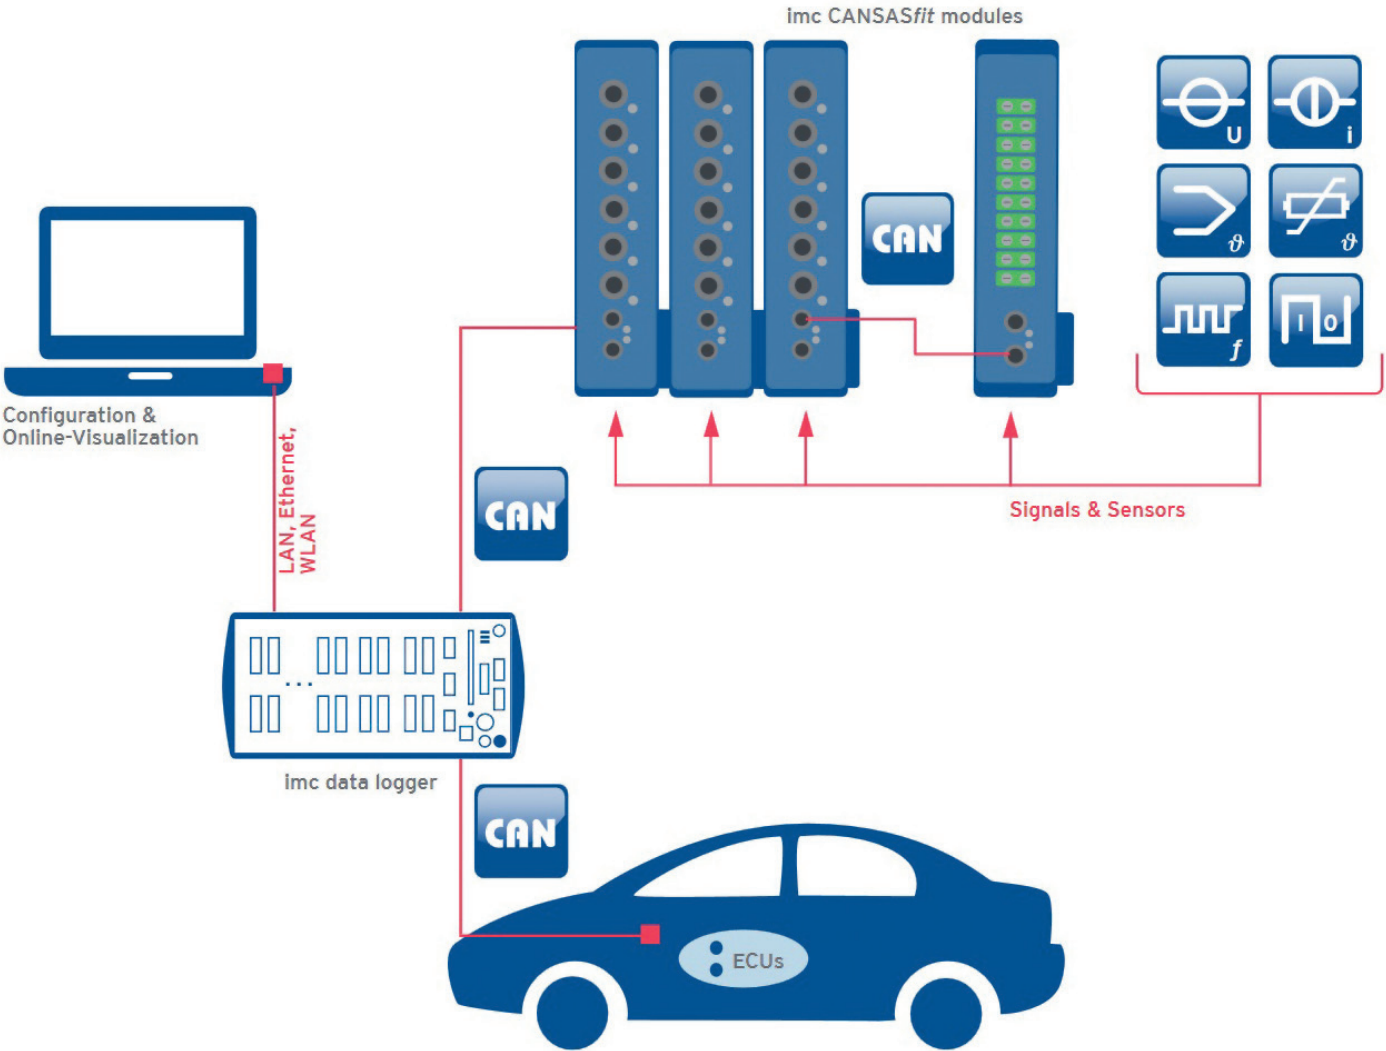 imc CANSASfit modules
U
i
CAN
ϑ
ϑ
f
I 0
Configuration &
Online-Visualization
LAN, Ethernet,
WLAN
CAN
Signals & Sensors
imc data logger
CAN
ECUs